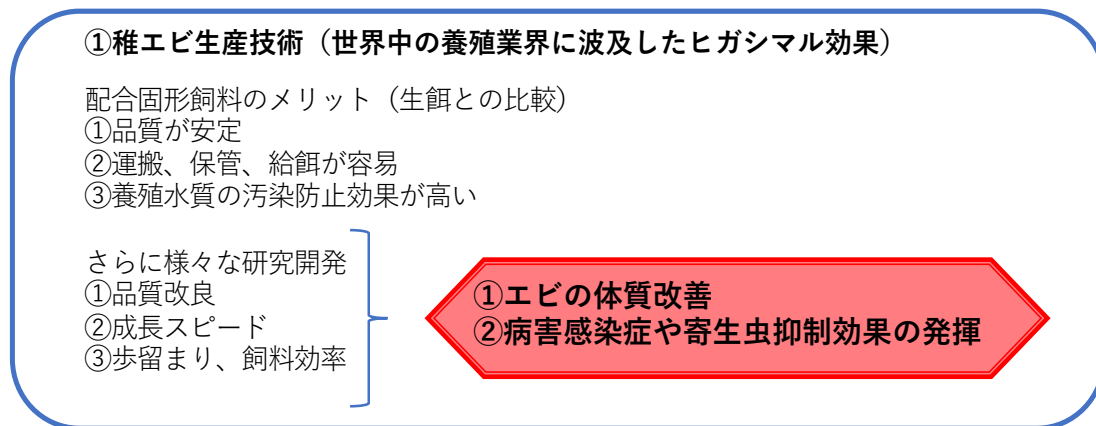 ①稚エビ生産技術（世界中の養殖業界に波及したヒガシマル効果）
配合固形飼料のメリット（生餌との比較）
①品質が安定
②運搬、保管、給餌が容易
③養殖水質の汚染防止効果が高い
さらに様々な研究開発
①品質改良
②成長スピード
③歩留まり、飼料効率
①エビの体質改善
②病害感染症や寄生虫抑制効果の発揮